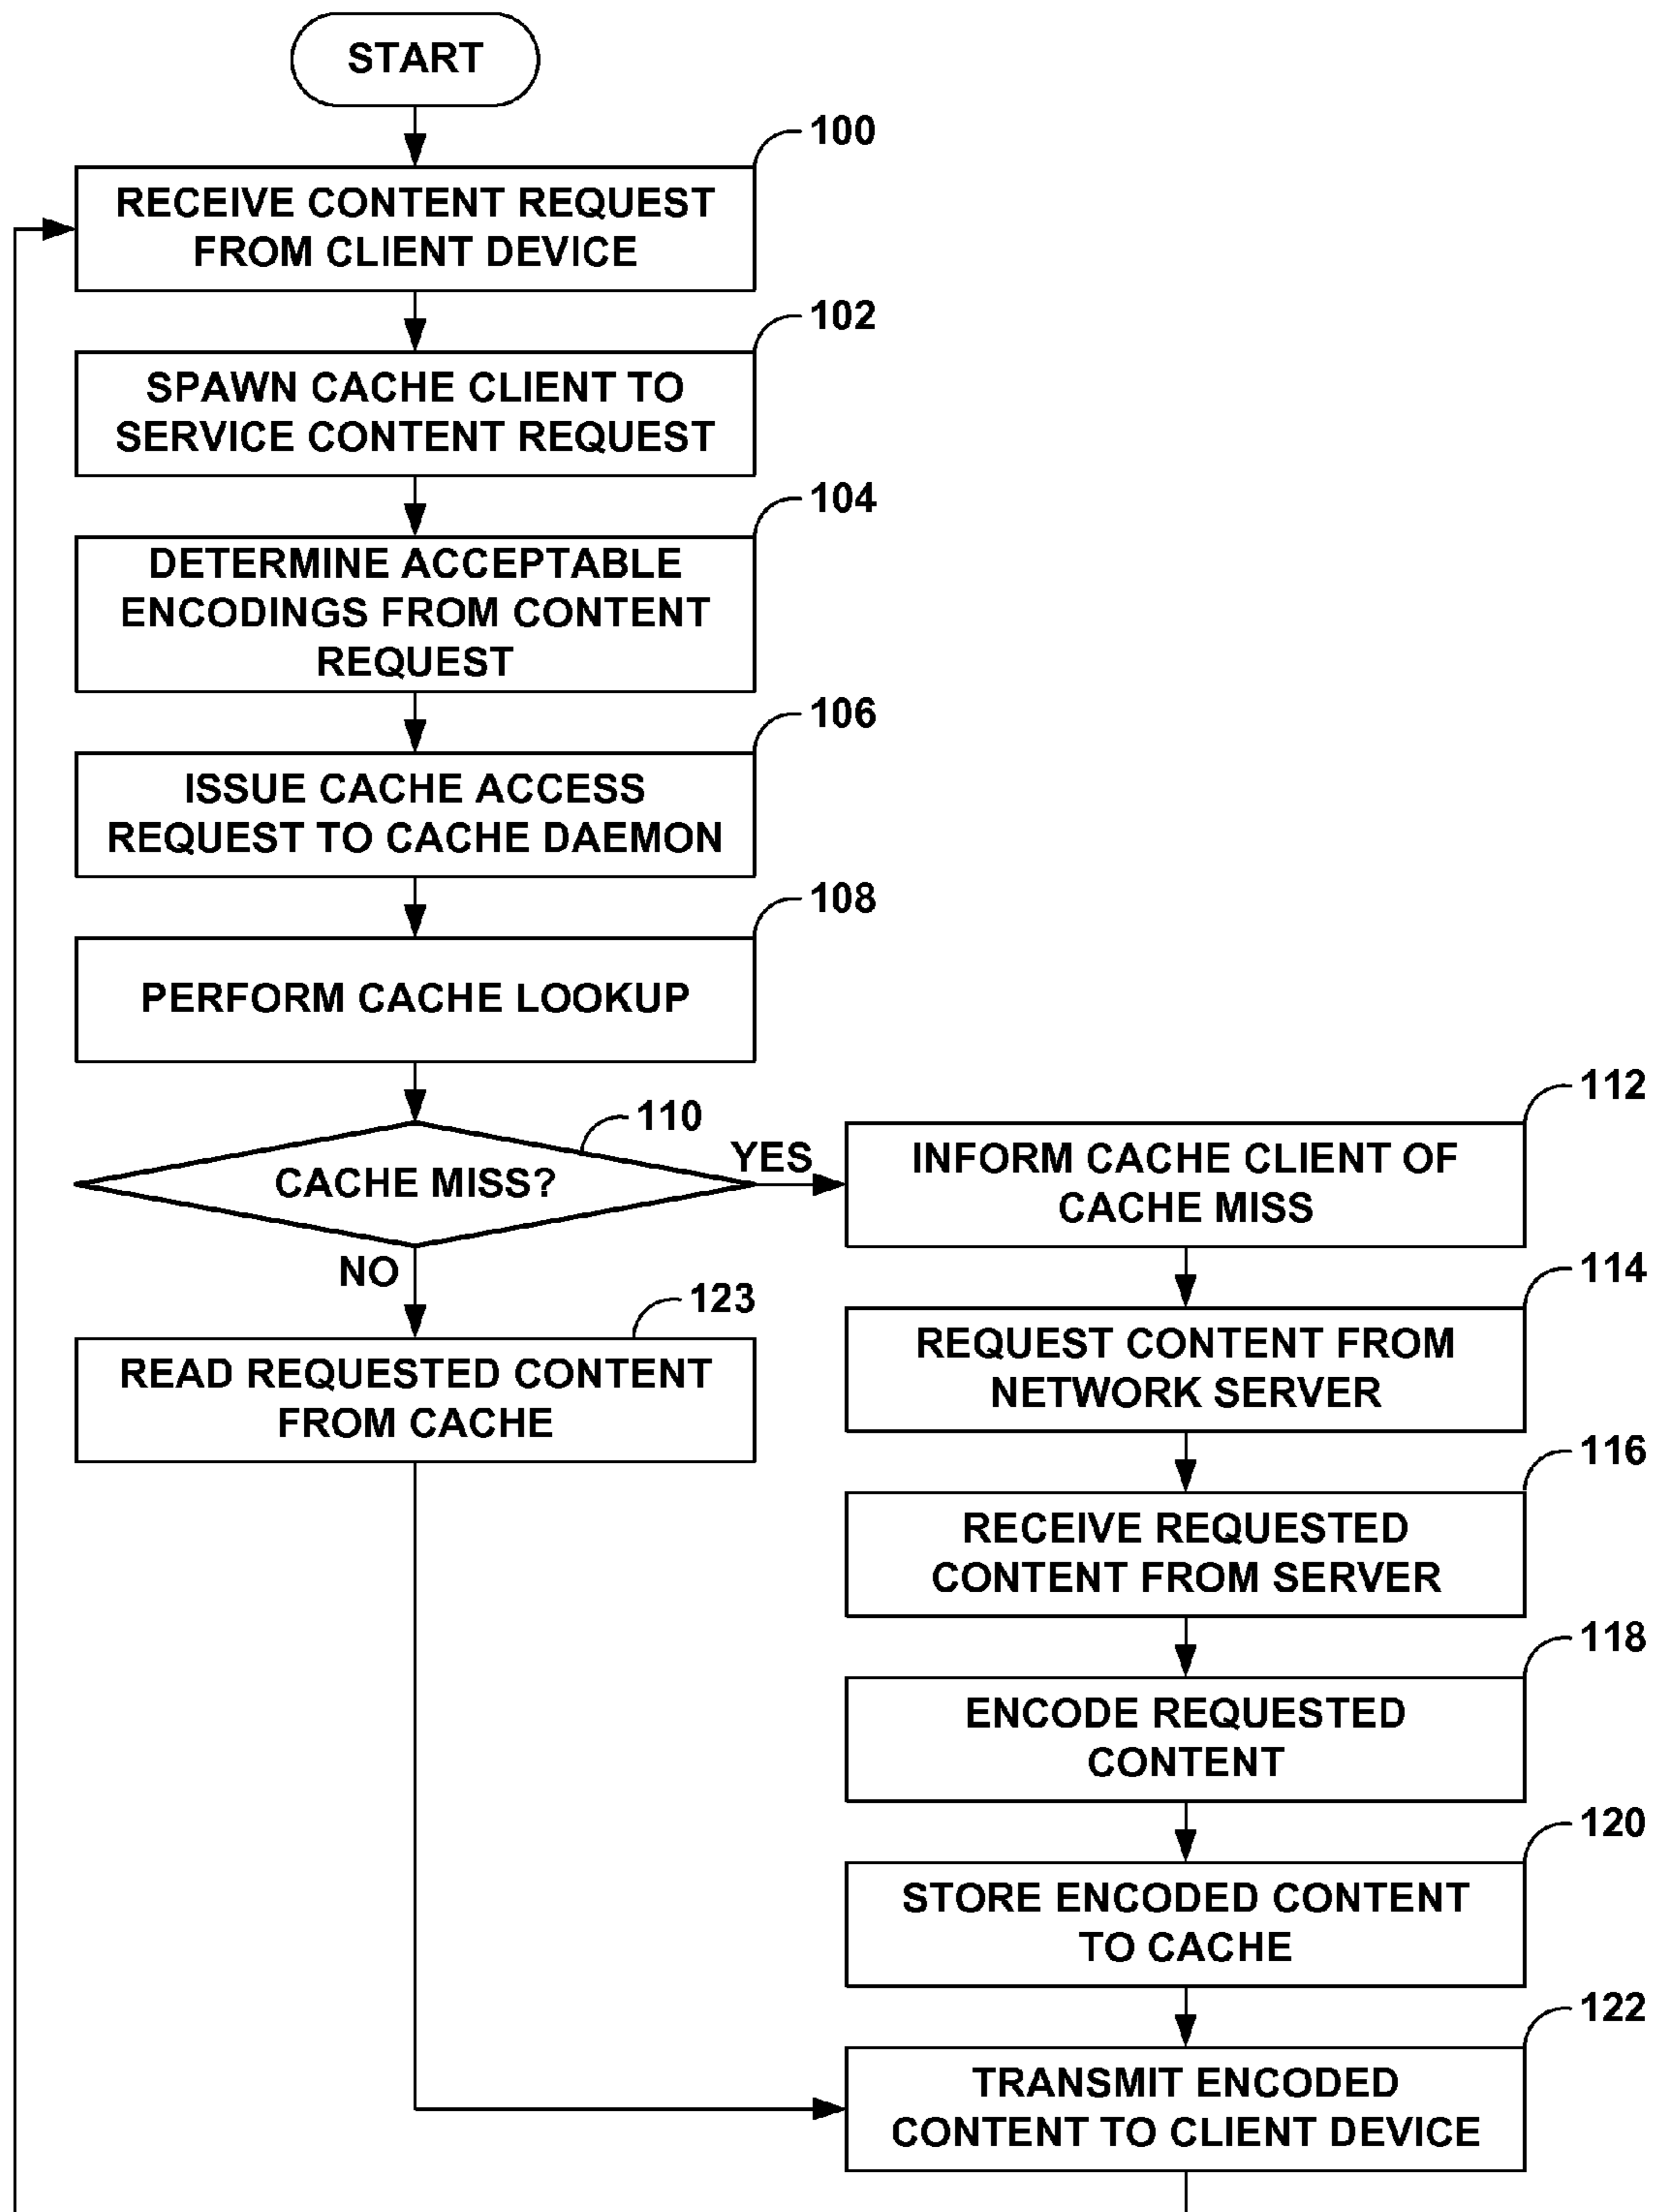 START
100
RECEIVE CONTENT REQUEST
FROM CLIENT DEVICE
102
SPAWN CACHE CLIENT TO
SERVICE CONTENT REQUEST
104
DETERMINE ACCEPTABLE
ENCODINGS FROM CONTENT
REQUEST
106
ISSUE CACHE ACCESS
REQUEST TO CACHE DAEMON
108
PERFORM CACHE LOOKUP
110
CACHE MISS?
YES
NO
123
READ REQUESTED CONTENT
FROM CACHE
112
INFORM CACHE CLIENT OF
CACHE MISS
114
REQUEST CONTENT FROM
NETWORK SERVER
116
RECEIVE REQUESTED
CONTENT FROM SERVER
118
ENCODE REQUESTED
CONTENT
120
STORE ENCODED CONTENT
TO CACHE
122
TRANSMIT ENCODED
CONTENT TO CLIENT DEVICE